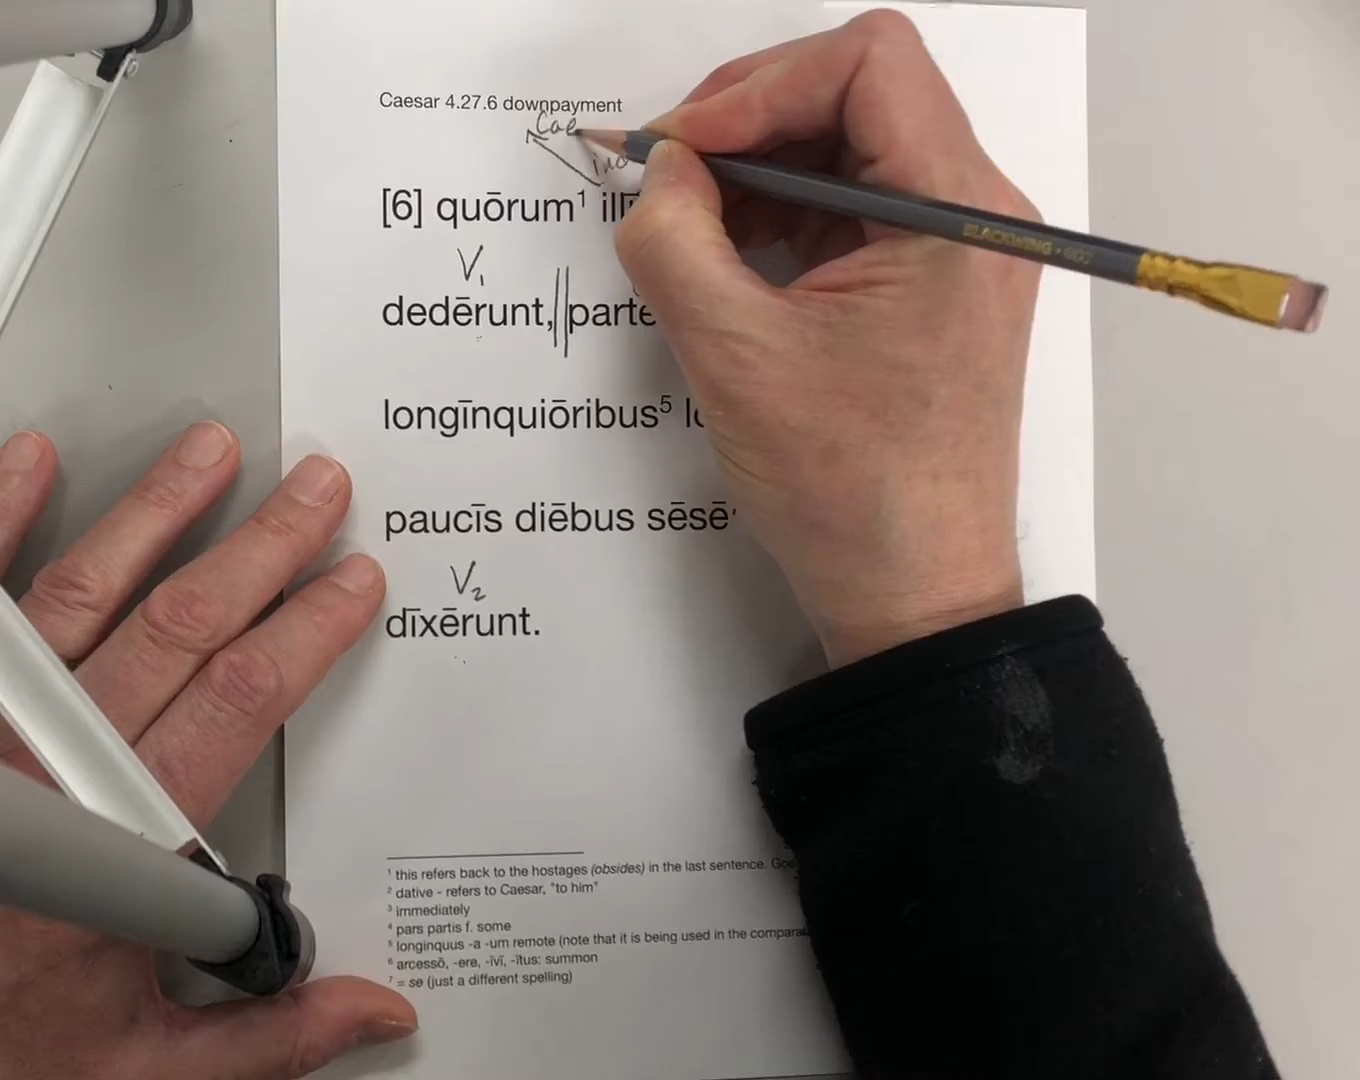 Caesar 4.27.6 downpayment
Cae
[6] quōrum¹
V₁
dedērunt, parte
longīnquiōribus⁵
paucīs diēbus sēsē
V₂
dīxērunt.
¹ this refers back to the hostages (obsides) in the last sentence.
² dative - refers to Caesar, "to him"
³ immediately
⁴ pars partis f. some
⁵ longinquus -a -um remote (note that it is being used in the compara
⁶ arcessō, -ere, -īvī, -ītus: summon
⁷ = se (just a different spelling)
BLACKWING 602